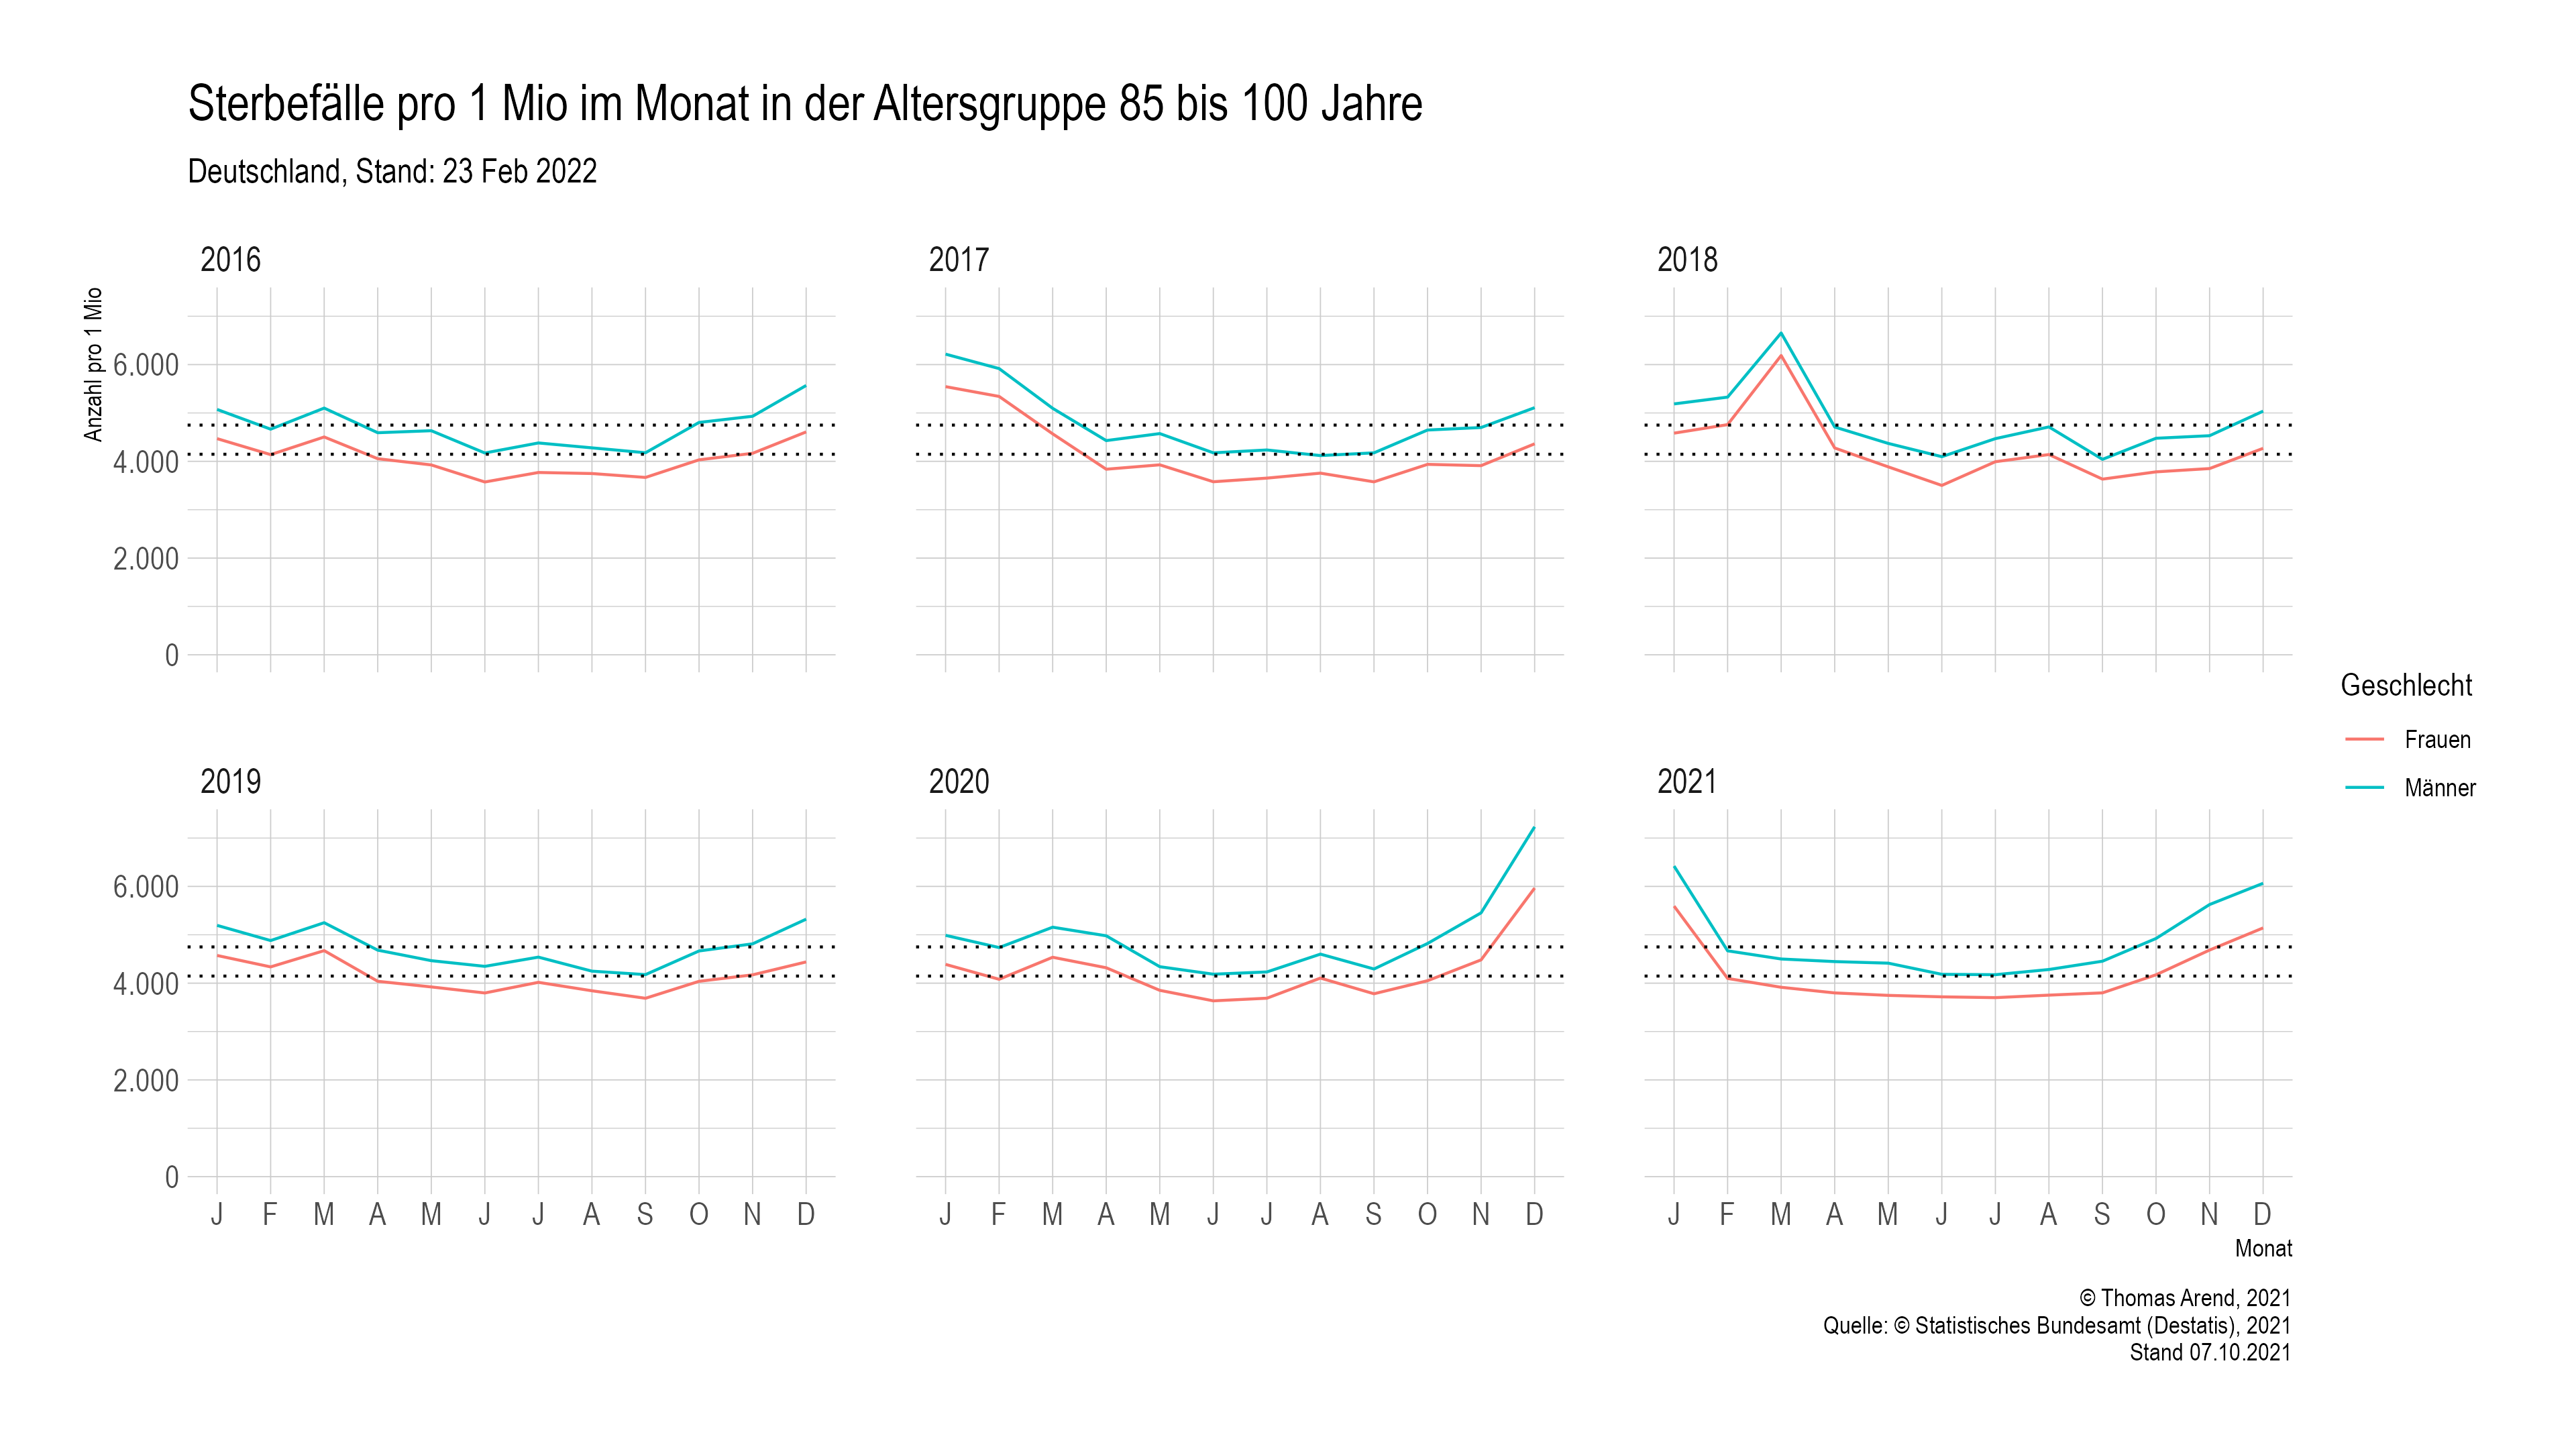 Sterbefälle pro 1 Mio im Monat in der Altersgruppe 85 bis 100 Jahre
Deutschland, Stand: 23 Feb 2022
2016
2017
2018
Anzahl pro 1 Mio
6.000
4.000
2.000
0
Geschlecht
Frauen
Männer
2019
2020
2021
6.000
4.000
2.000
0
J F M A M J J A S O N D
J F M A M J J A S O N D
J F M A M J J A S O N D
Monat
© Thomas Arend, 2021
Quelle: © Statistisches Bundesamt (Destatis), 2021
Stand 07.10.2021